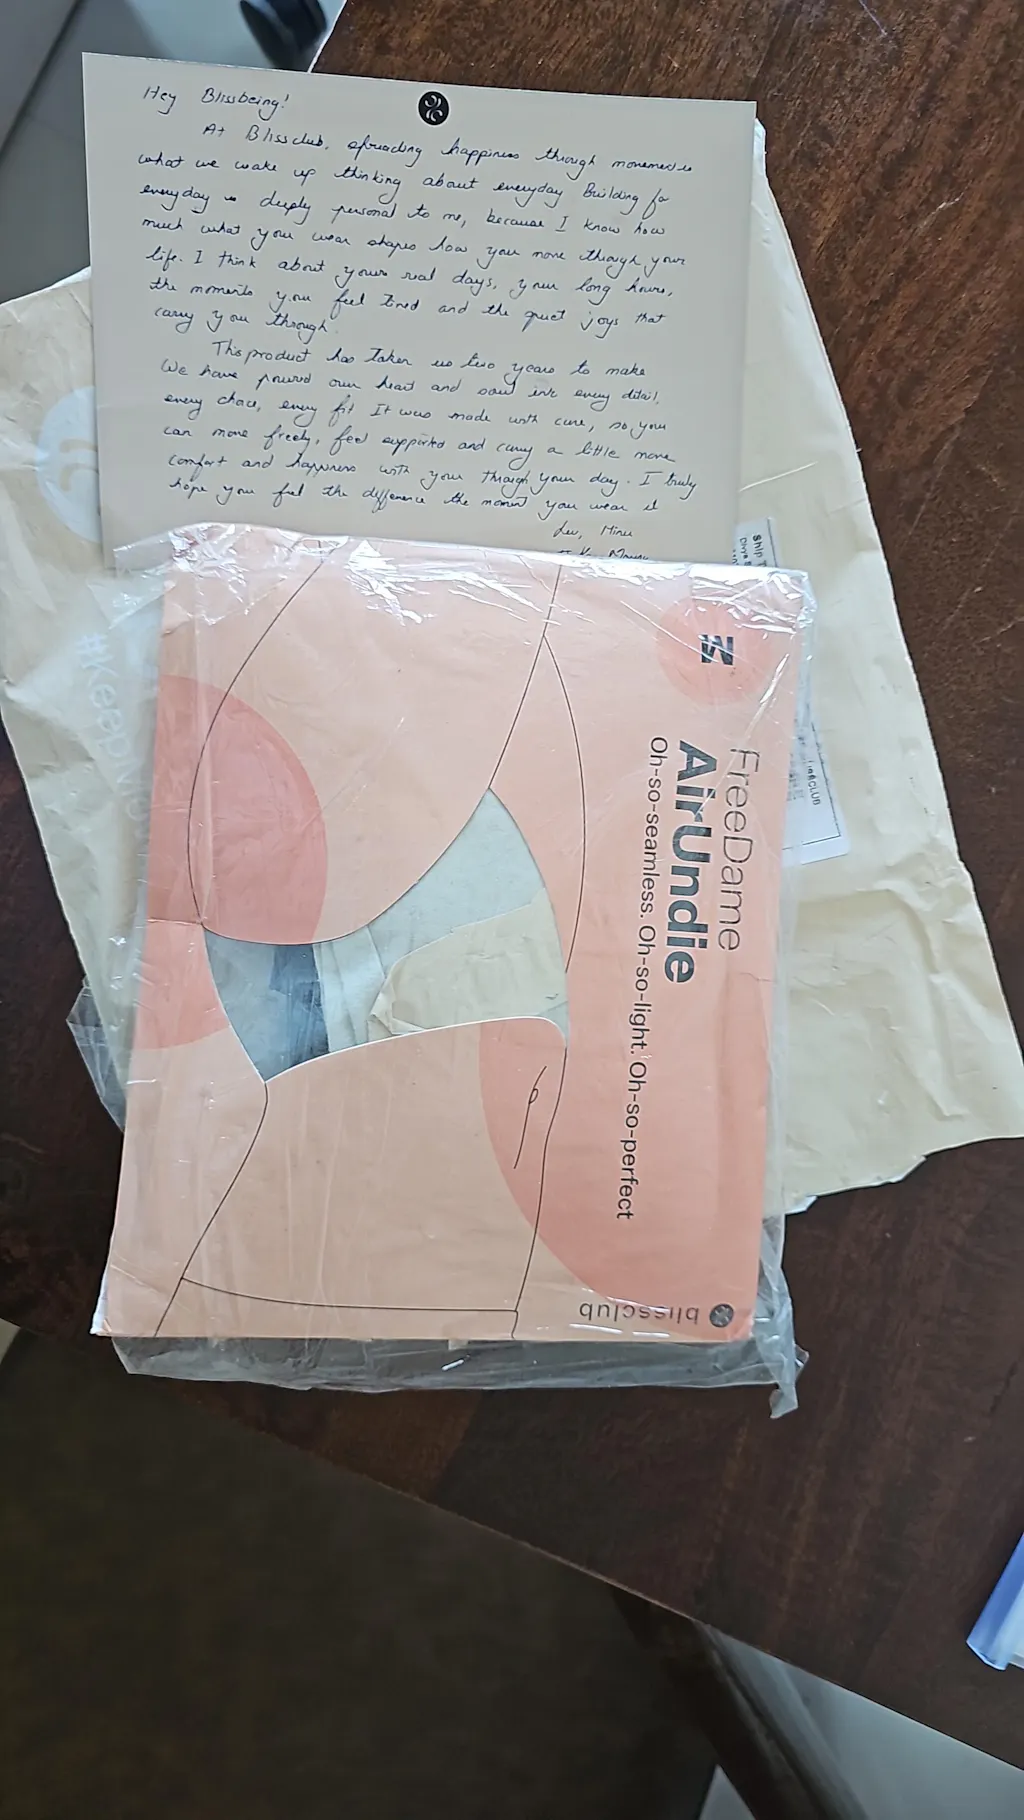 Hey Blissbeing!
At Blissclub, spreading happiness through movement is
what we wake up thinking about everyday Building for
everyday is deeply personal to me, because I know how
much what you wear shapes how you move through your
life. I think about your real days, your long hours,
the moments you feel tired and the quiet joys that
carry you through.
This product has taken us two years to make
We have poured our heart and soul into every detail,
every choice, every fit It was made with care, so you
can move freely, feel supported and carry a little more
comfort and happiness with you through your day. I truly
hope you feel the difference the moment you wear it
Luv, Minu
Ship
#Keep
LissCLUB
M
FreeDame
AirUndie
Oh-so-seamless. Oh-so-light. Oh-so-perfect
blissclub